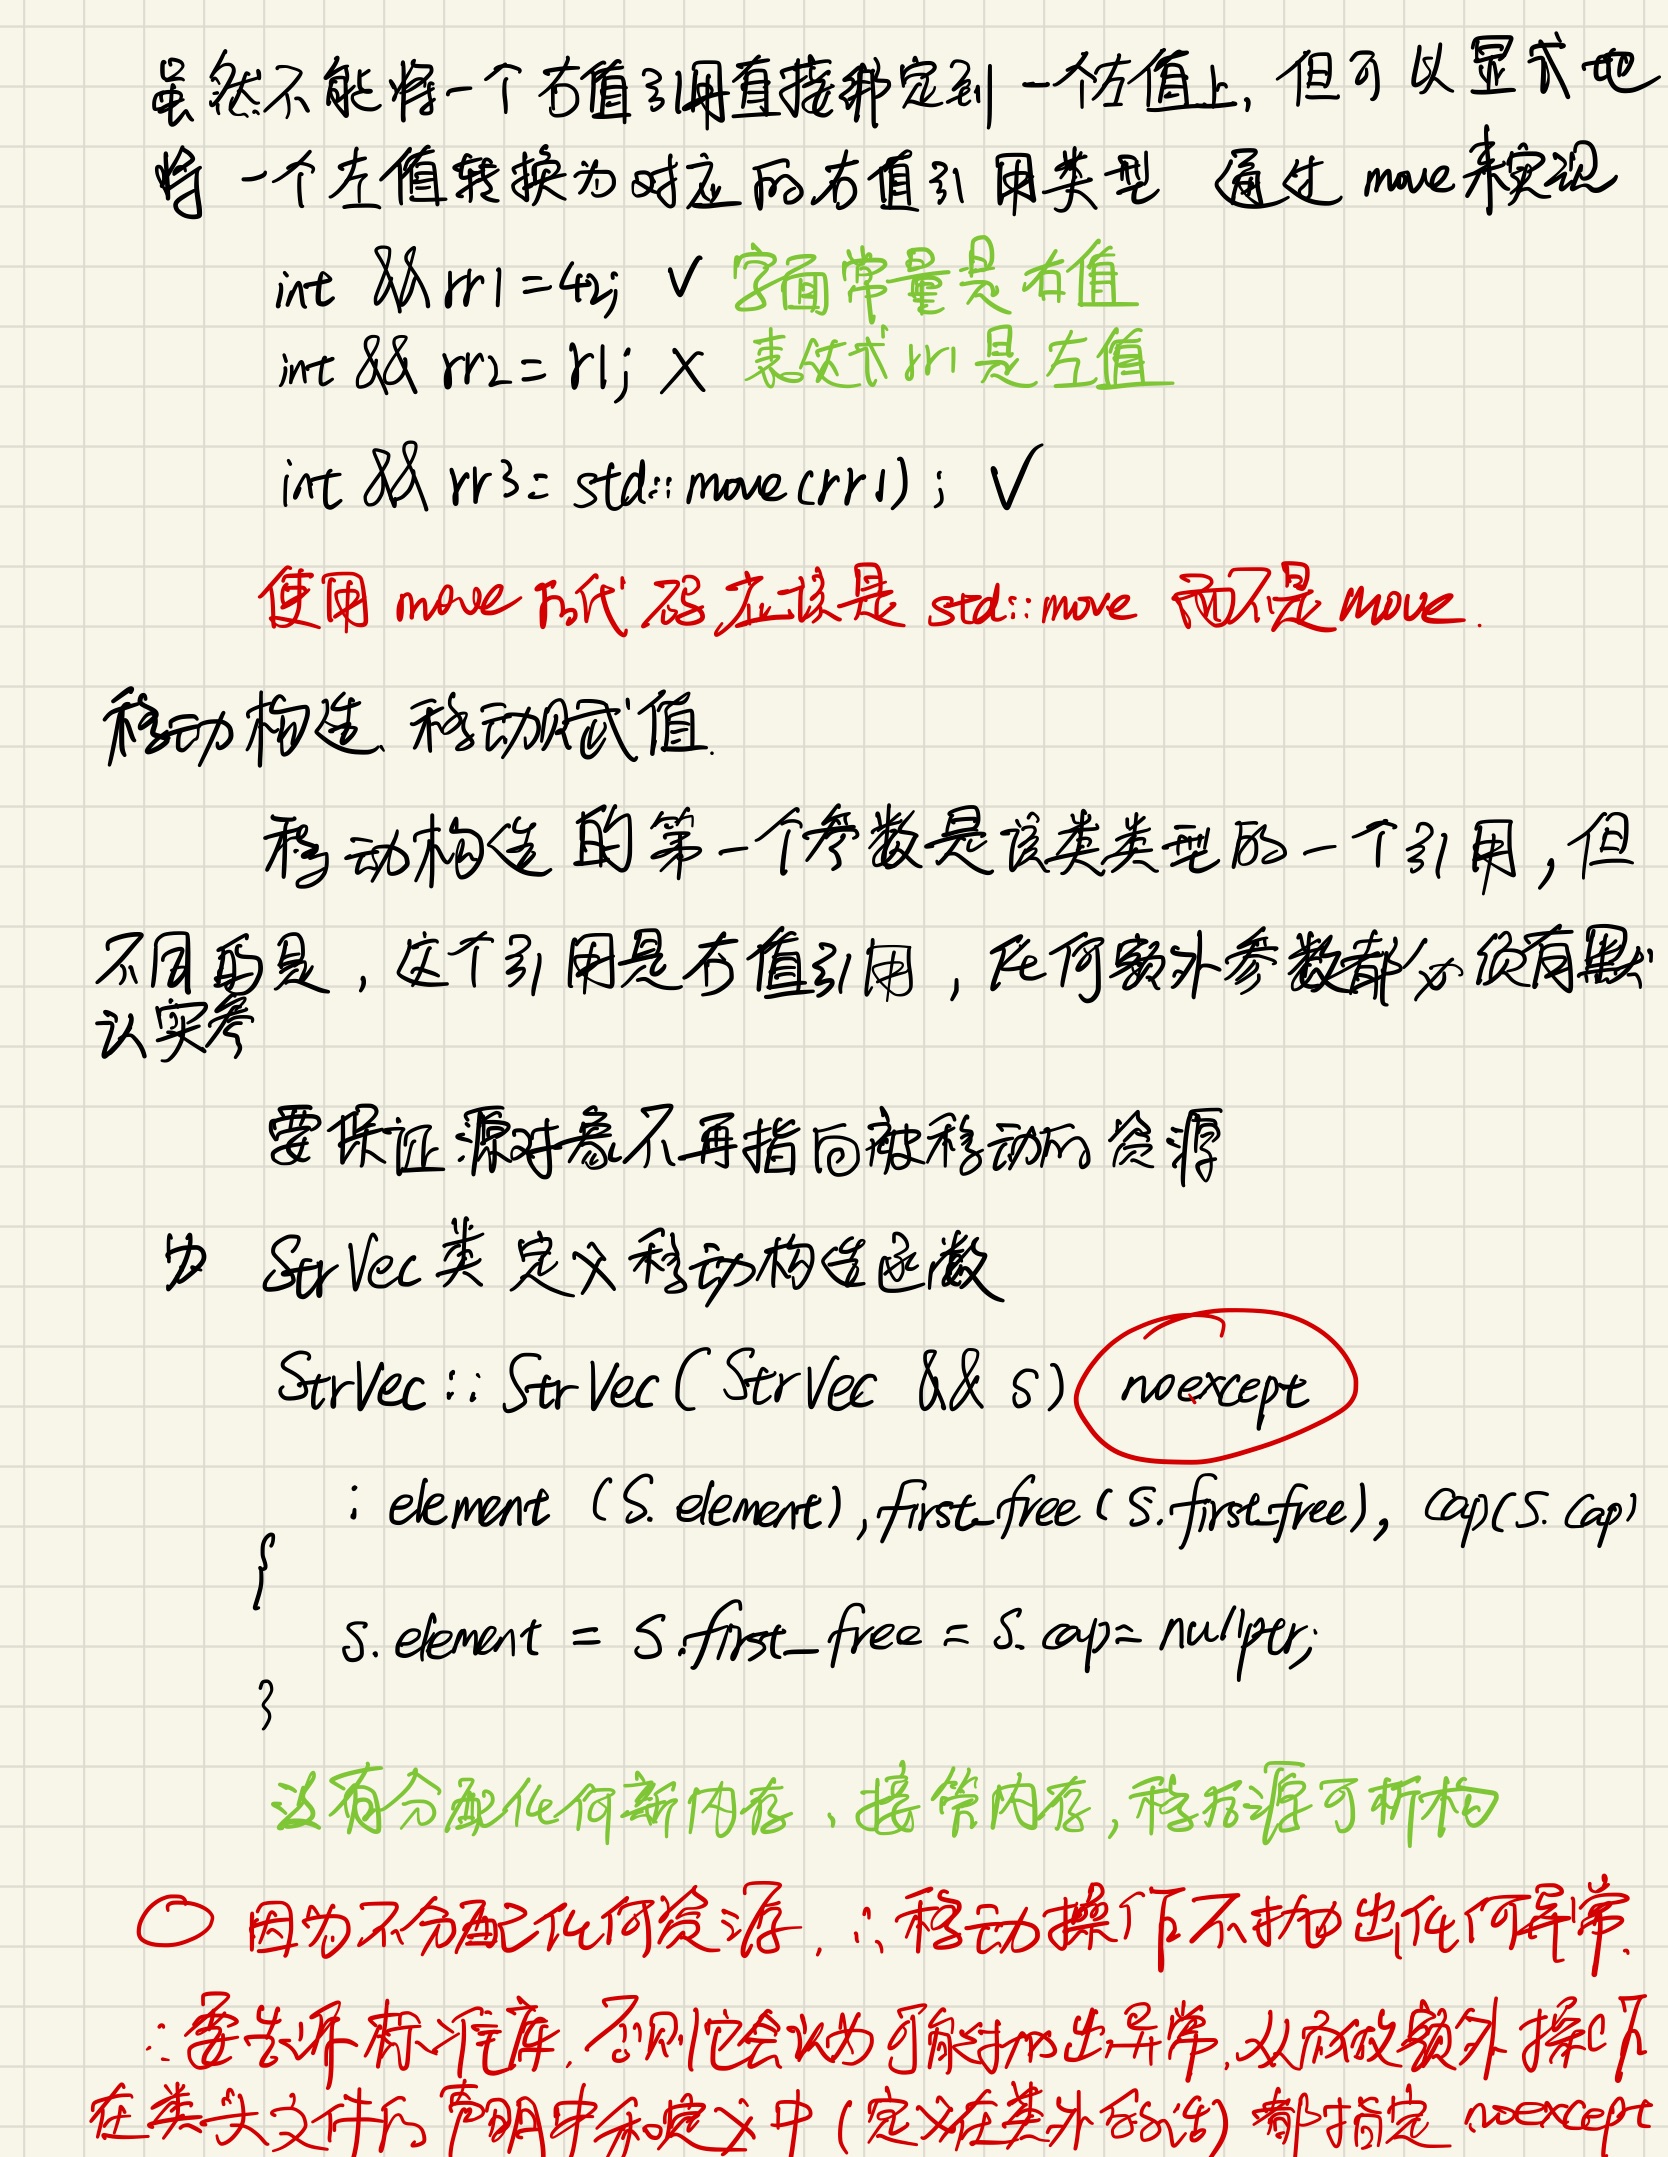 虽然不能将一个右值引用直接绑定到一个左值上, 但可以显式地
将一个左值转换为对应的右值引用类型 通过 move来实现
int &&rr1=42; ✓ 字面常量是右值
int && rr2=r1; × 表达式 rr1 是左值
int && rr3= std::move(rr1); ✓
使用 move 的代码应该是 std::move 而不是 move.
移动构造、移动赋值.
移动构造的第一个参数是该类类型的一个引用, 但
不同的是, 这个引用是右值引用, 任何额外参数都必须有默
认实参
要保证源对象不再指向被移动的资源
为 StrVec类定义移动构造函数
StrVec::StrVec(StrVec && s) noexcept
: element (s.element), first_free(s.first_free), cap(s.cap)
{
s.element = s.first_free = s.cap= nullptr;
}
没有分配任何新内存、接管内存, 移后源可析构
○ 因为不分配任何资源, ∴移动操作不抛出任何异常.
∴要告诉标准库, 否则它会认为可能抛出异常, 从而做额外操作
在类头文件的声明中和定义中(定义在类外的话)都指定 noexcept